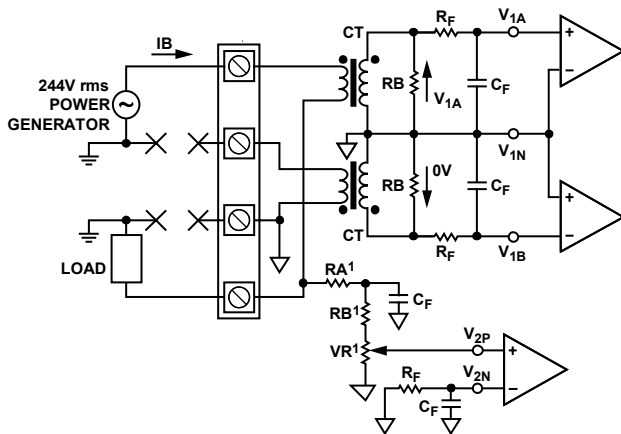 IB
244V rms
POWER
GENERATOR
~
LOAD
CT
RF
V1A
+
–
RB
V1A
CF
V1N
RB
0V
CF
+
–
CT
RF
V1B
RA1
RB1
CF
VR1
V2P
+
RF
V2N
–
CF